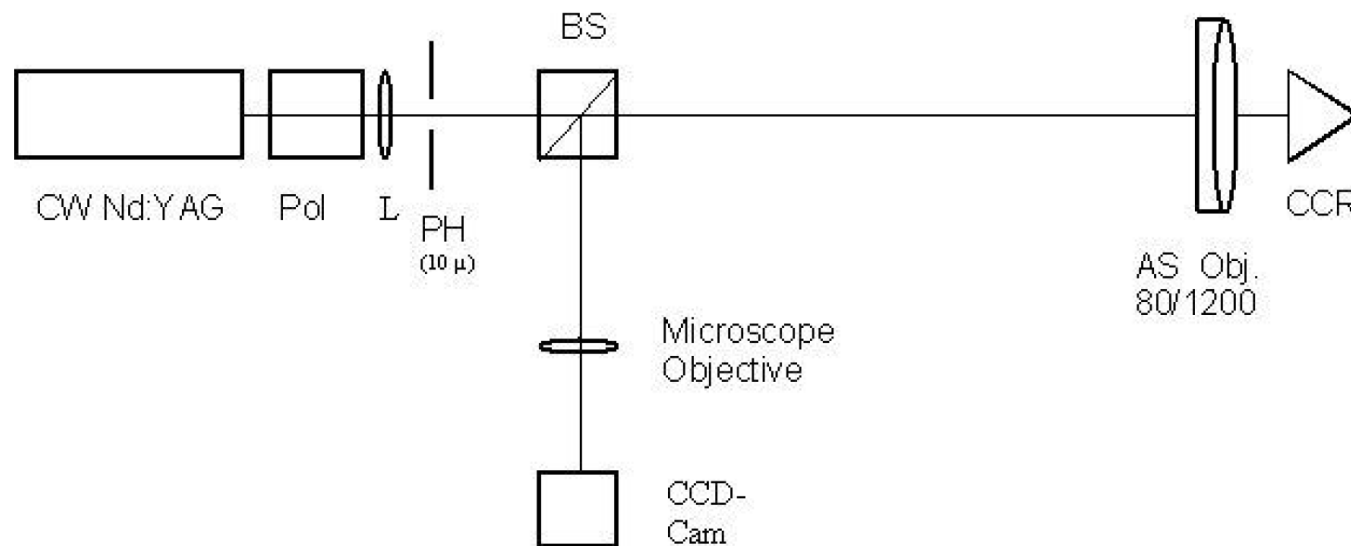 BS
CW Nd:YAG
Pol
L
PH
(10 µ)
CCR
AS Obj.
80/1200
Microscope
Objective
CCD-
Cam